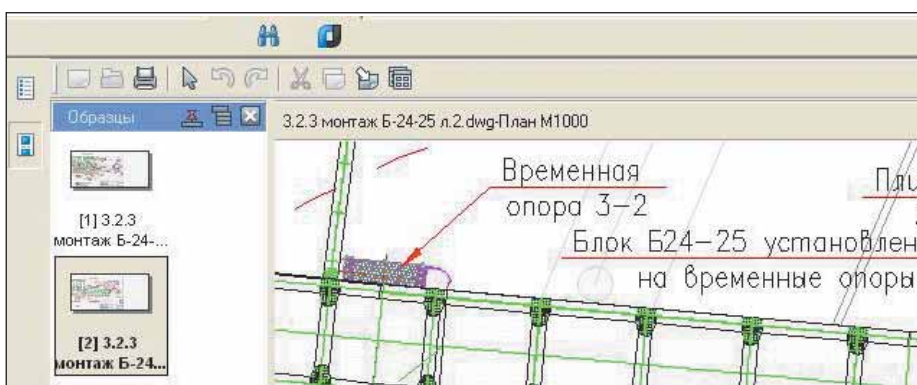 Образцы
3.2.3 монтаж Б-24-25 л.2.dwg-План М1000
[1] 3.2.3
монтаж Б-24-...
[2] 3.2.3
монтаж Б-24...
Временная
опора 3-2
Пли
Блок Б24-25 установлен
на временные опоры